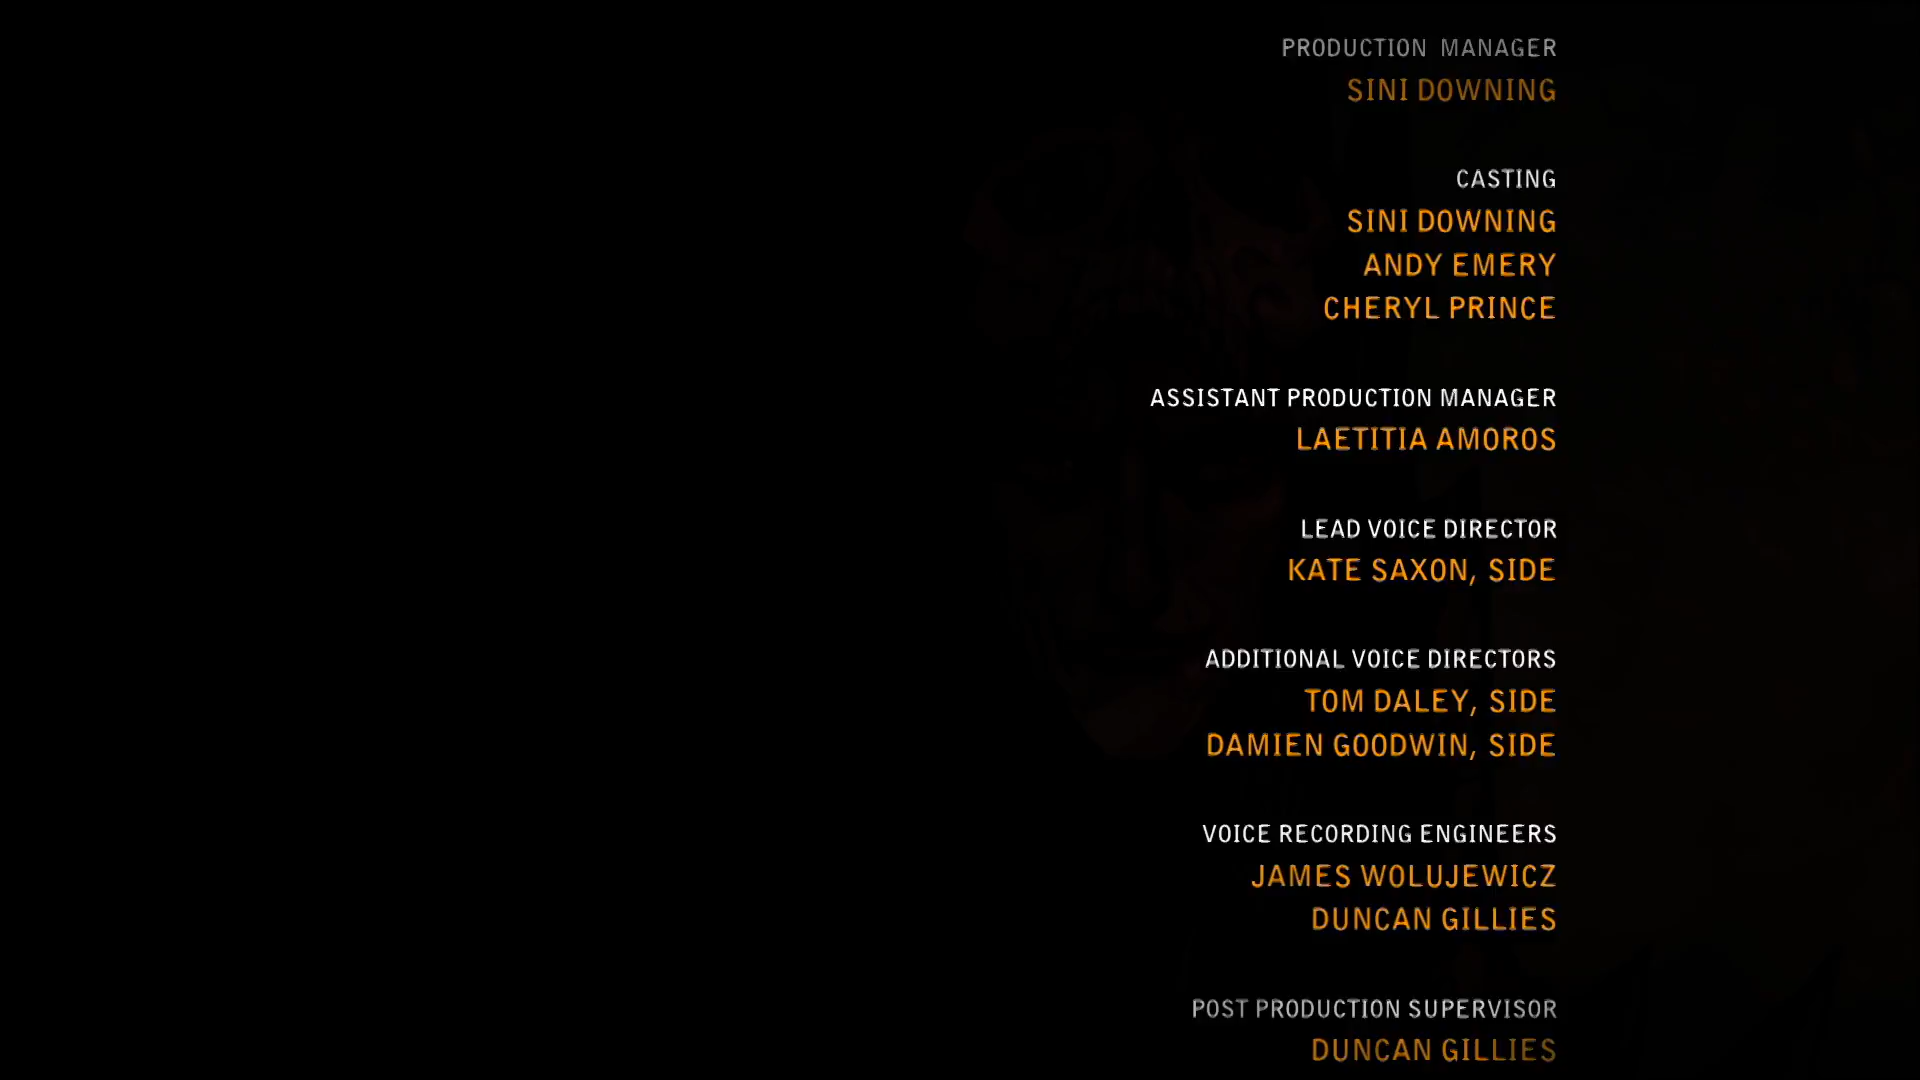 PRODUCTION MANAGER
SINI DOWNING
CASTING
SINI DOWNING
ANDY EMERY
CHERYL PRINCE
ASSISTANT PRODUCTION MANAGER
LAETITIA AMOROS
LEAD VOICE DIRECTOR
KATE SAXON, SIDE
ADDITIONAL VOICE DIRECTORS
TOM DALEY, SIDE
DAMIEN GOODWIN, SIDE
VOICE RECORDING ENGINEERS
JAMES WOLUJEWICZ
DUNCAN GILLIES
POST PRODUCTION SUPERVISOR
DUNCAN GILLIES